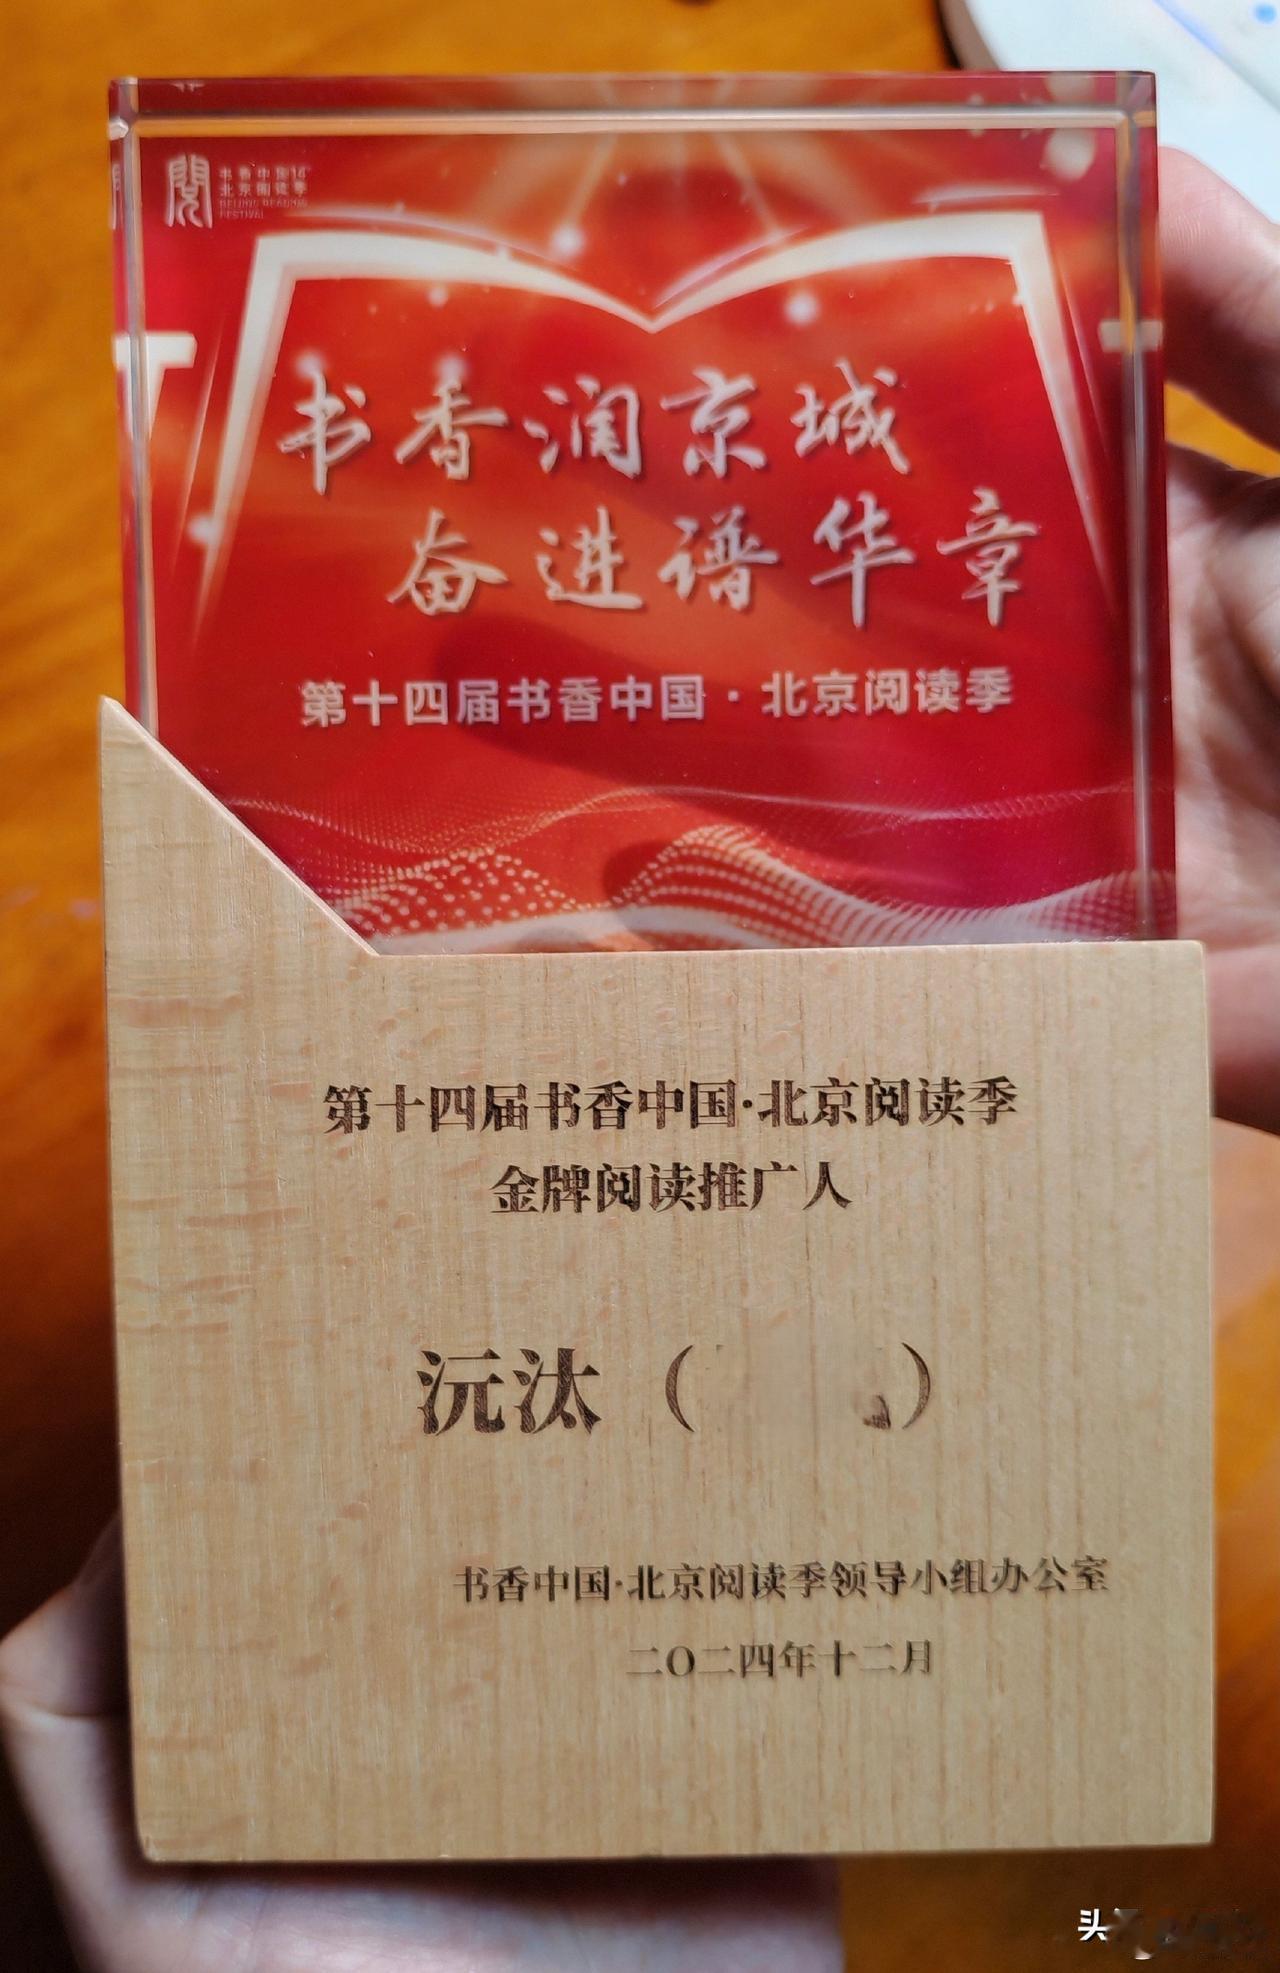 閱
书香中国14
北京阅读季
BEIJING READING
FESTIVAL
书香润京城
奋进谱华章
第十四届书香中国·北京阅读季
第十四届书香中国·北京阅读季
金牌阅读推广人
沅汰（ ）
书香中国·北京阅读季领导小组办公室
二〇二四年十二月
头